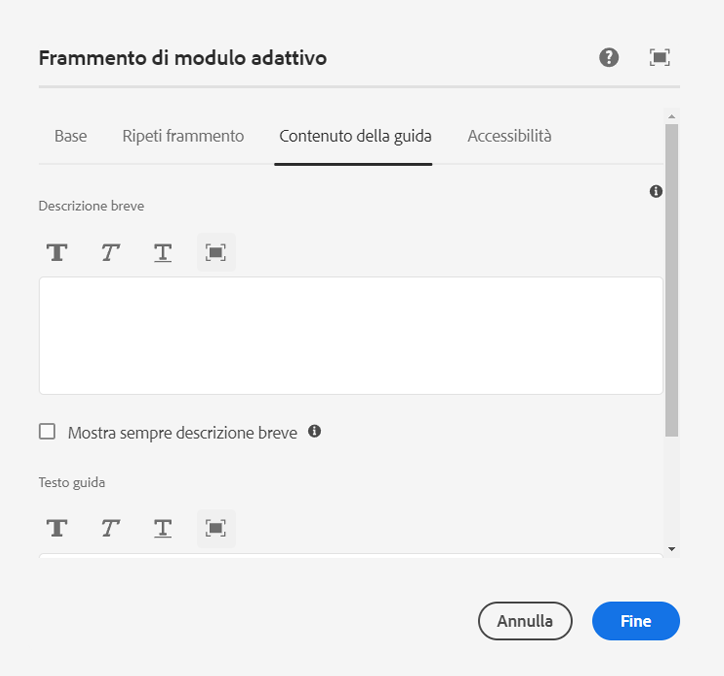 Frammento di modulo adattivo
Base Ripeti frammento Contenuto della guida Accessibilità
Descrizione breve
T T T
Mostra sempre descrizione breve
Testo guida
T T T
Annulla Fine